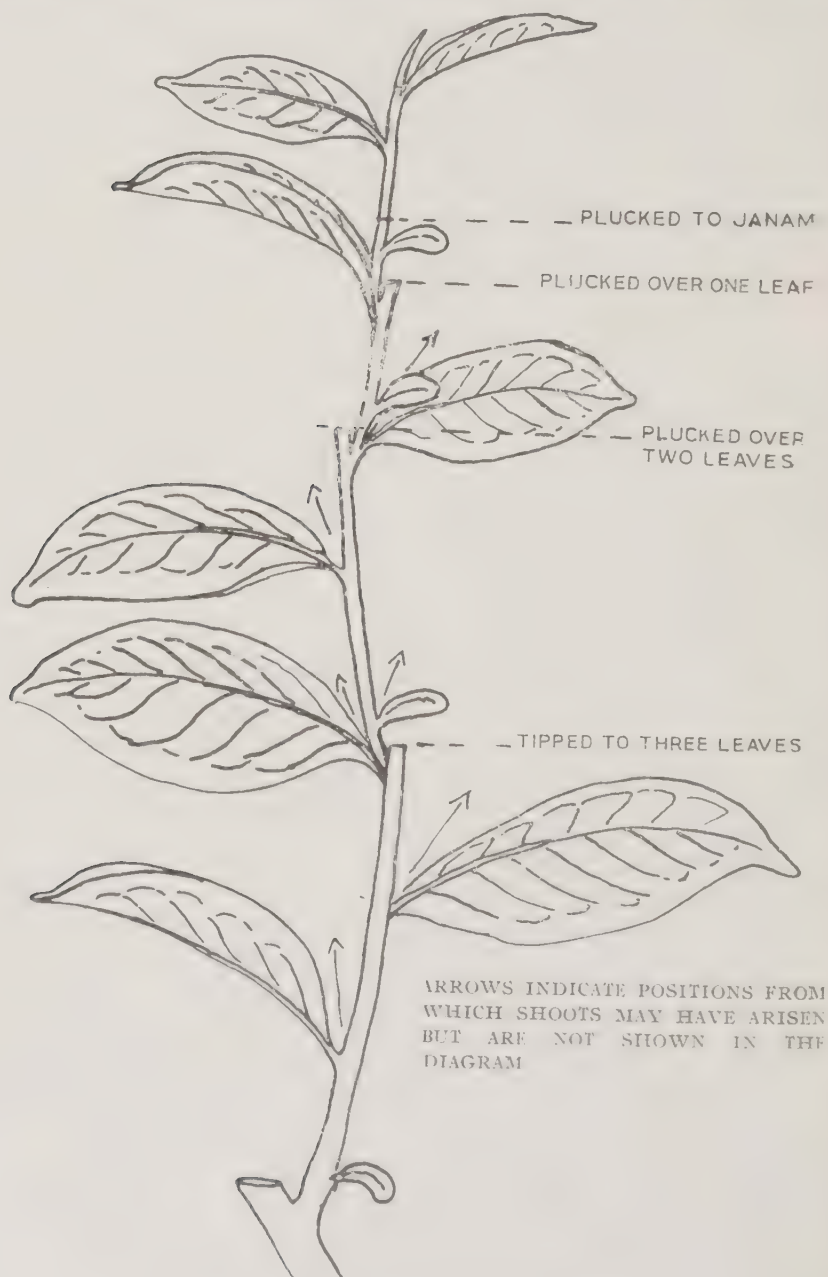 PLUCKED TO JANAM
PLUCKED OVER ONE LEAF
PLUCKED OVER
TWO LEAVES
TIPPED TO THREE LEAVES
ARROWS INDICATE POSITIONS FROM
WHICH SHOOTS MAY HAVE ARISEN
BUT ARE NOT SHOWN IN THE
DIAGRAM